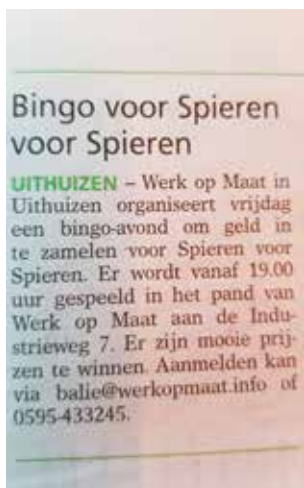 Bingo voor Spieren
voor Spieren
UITHUIZEN – Werk op Maat in
Uithuizen organiseert vrijdag
een bingo-avond om geld in
te zamelen voor Spieren voor
Spieren. Er wordt vanaf 19.00
uur gespeeld in het pand van
Werk op Maat aan de Indu-
strieweg 7. Er zijn mooie prij-
zen te winnen. Aanmelden kan
via balie@werkopmaat.info of
0595-433245.